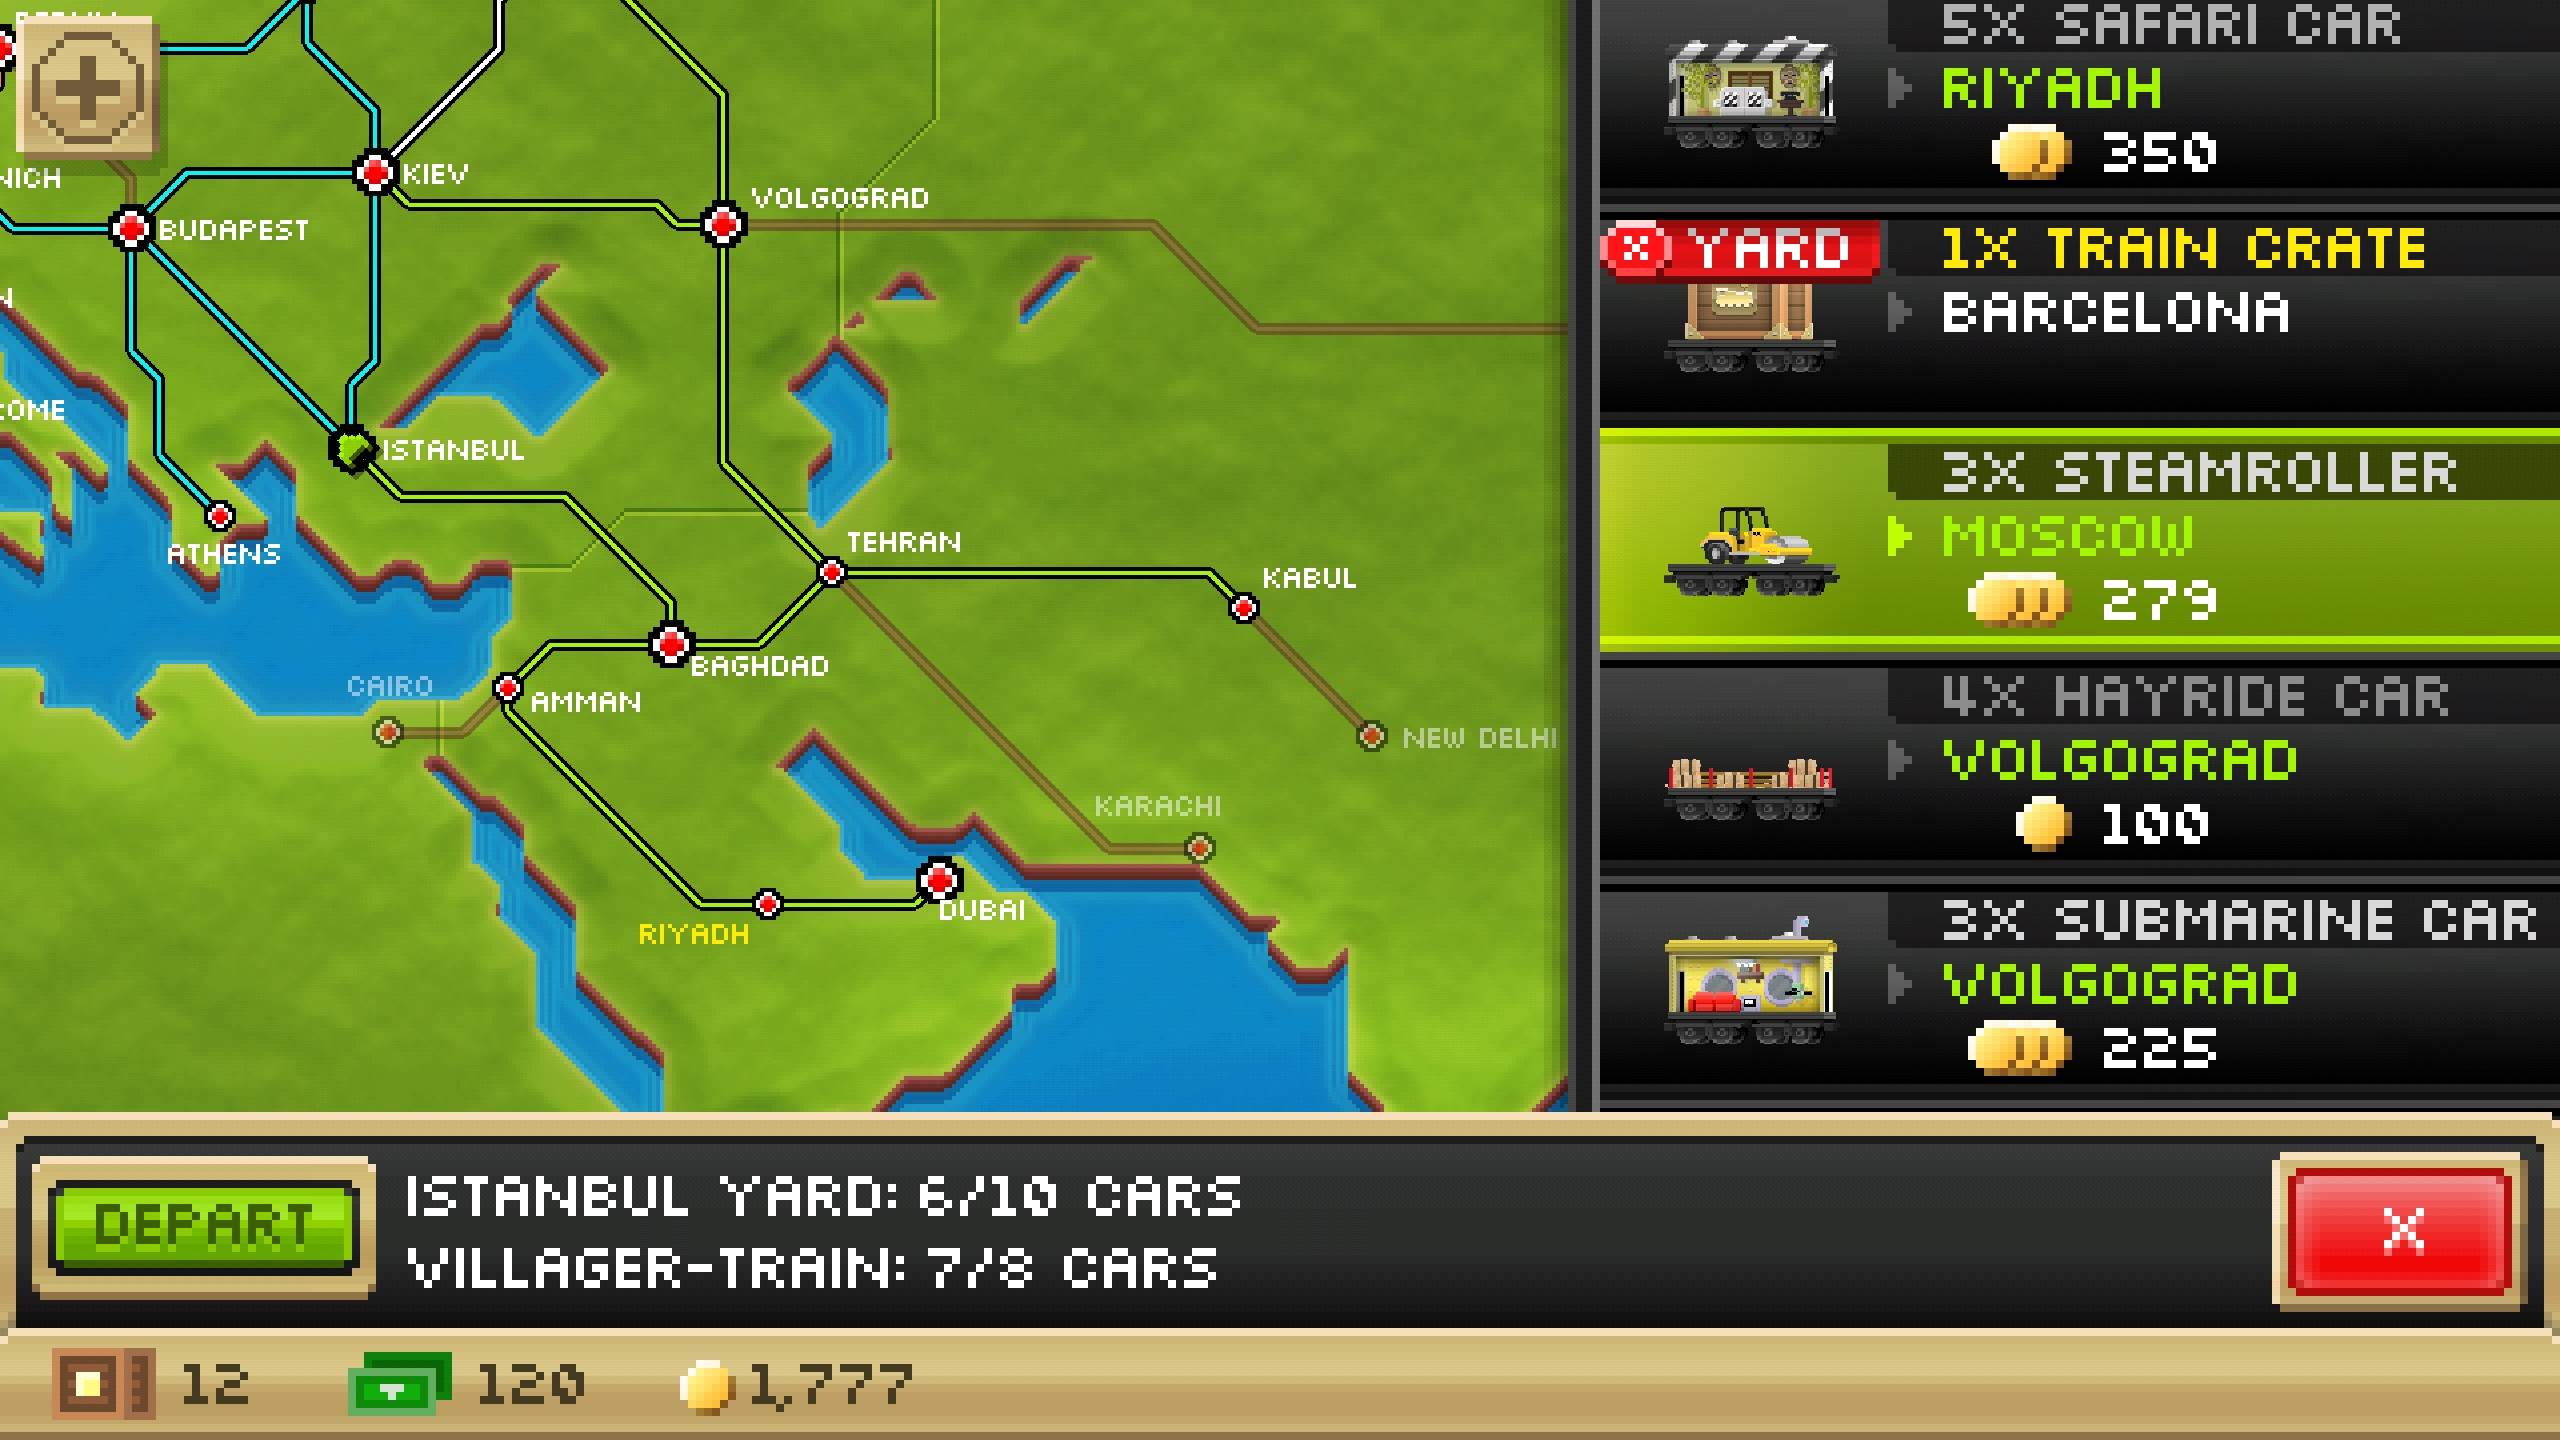 KIEV
VOLGOGRAD
BUDAPEST
ISTANBUL
ATHENS
TEHRAN
KABUL
BAGHDAD
CAIRO
AMMAN
NEW DELHI
KARACHI
RIYADH
DUBAI
5X SAFARI CAR
RIYADH
350
YARD
1X TRAIN CRATE
BARCELONA
3X STEAMROLLER
MOSCOW
279
4X HAYRIDE CAR
VOLGOGRAD
100
3X SUBMARINE CAR
VOLGOGRAD
225
DEPART
ISTANBUL YARD: 6/10 CARS
VILLAGER-TRAIN: 7/8 CARS
X
12
120
1,777